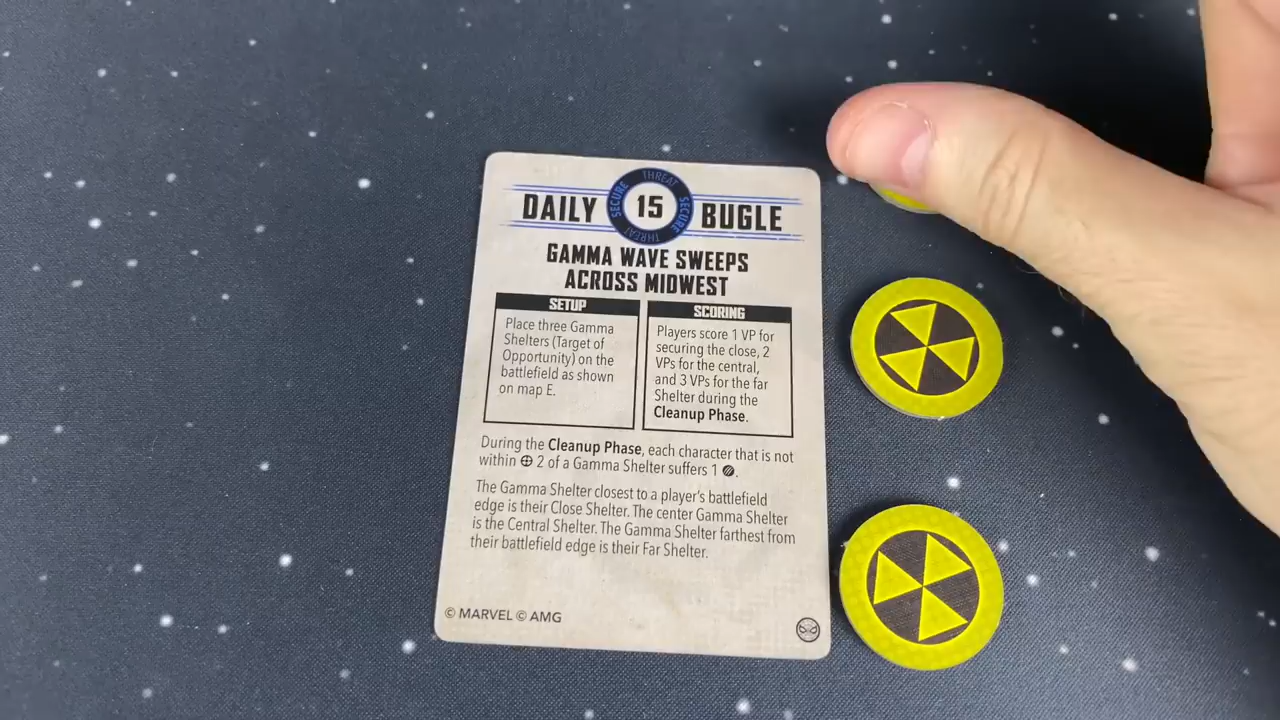 DAILY 15 BUGLE
THREAT
SECURE
SECURE
THREAT
GAMMA WAVE SWEEPS
ACROSS MIDWEST
SETUP
Place three Gamma
Shelters (Target of
Opportunity) on the
battlefield as shown
on map E.
SCORING
Players score 1 VP for
securing the close, 2
VPs for the central,
and 3 VPs for the far
Shelter during the
Cleanup Phase.
During the Cleanup Phase, each character that is not
within 2 of a Gamma Shelter suffers 1 .
The Gamma Shelter closest to a player's battlefield
edge is their Close Shelter. The center Gamma Shelter
is the Central Shelter. The Gamma Shelter farthest from
their battlefield edge is their Far Shelter.
© MARVEL © AMG